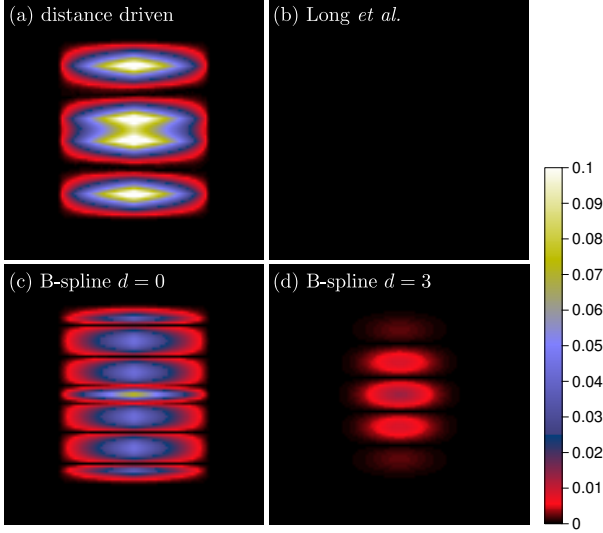 (a) distance driven
(b) Long et al.
(c) B-spline d = 0
(d) B-spline d = 3
0.1
0.09
0.08
0.07
0.06
0.05
0.04
0.03
0.02
0.01
0